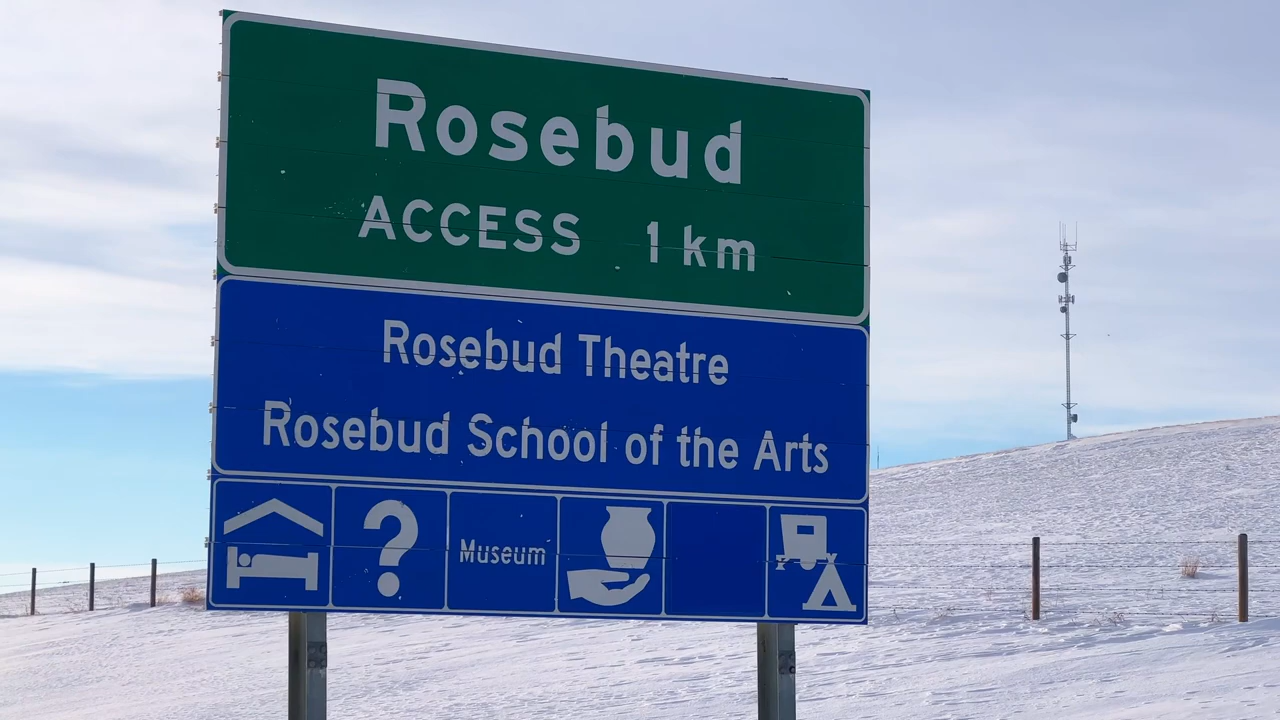 Rosebud
ACCESS 1 km
Rosebud Theatre
Rosebud School of the Arts
? Museum